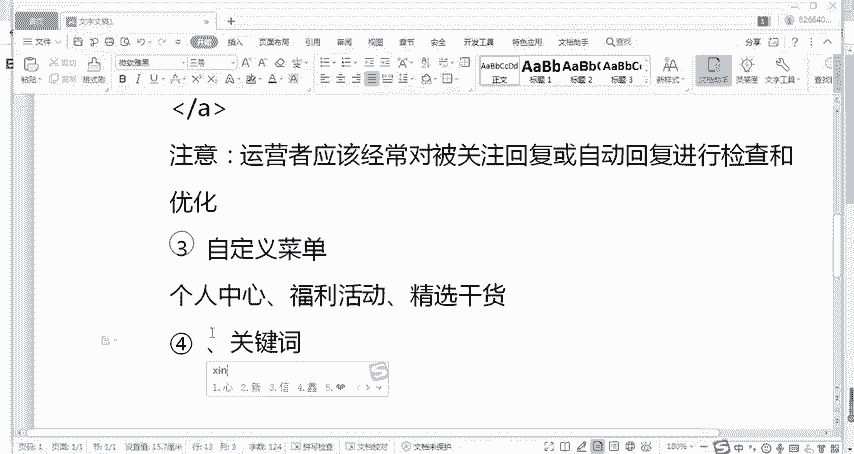 文字文稿1
+
1
626640...
文件
开始
插入 页面布局 引用 审阅 视图 章节 安全 开发工具 特色应用 文档助手 查找
分享
粘贴 剪切 复制 格式刷
微软雅黑 三号
B I U
AaBbCcDd AaBb AaBb( AaBbC
正文 标题 1 标题 2 标题 3
新样式 文档助手 文字工具
</a>
注意：运营者应该经常对被关注回复或自动回复进行检查和
优化
③ 自定义菜单
个人中心、福利活动、精选干货
④ 、关键词
xin
1.心 2.新 3.信 4.鑫 5.❤
页码: 1 页面: 1/1 节: 1/1 设置值: 15.7厘米 行: 13 列: 3 字数: 124 拼写检查 文档校对 文档未保护
180%
中